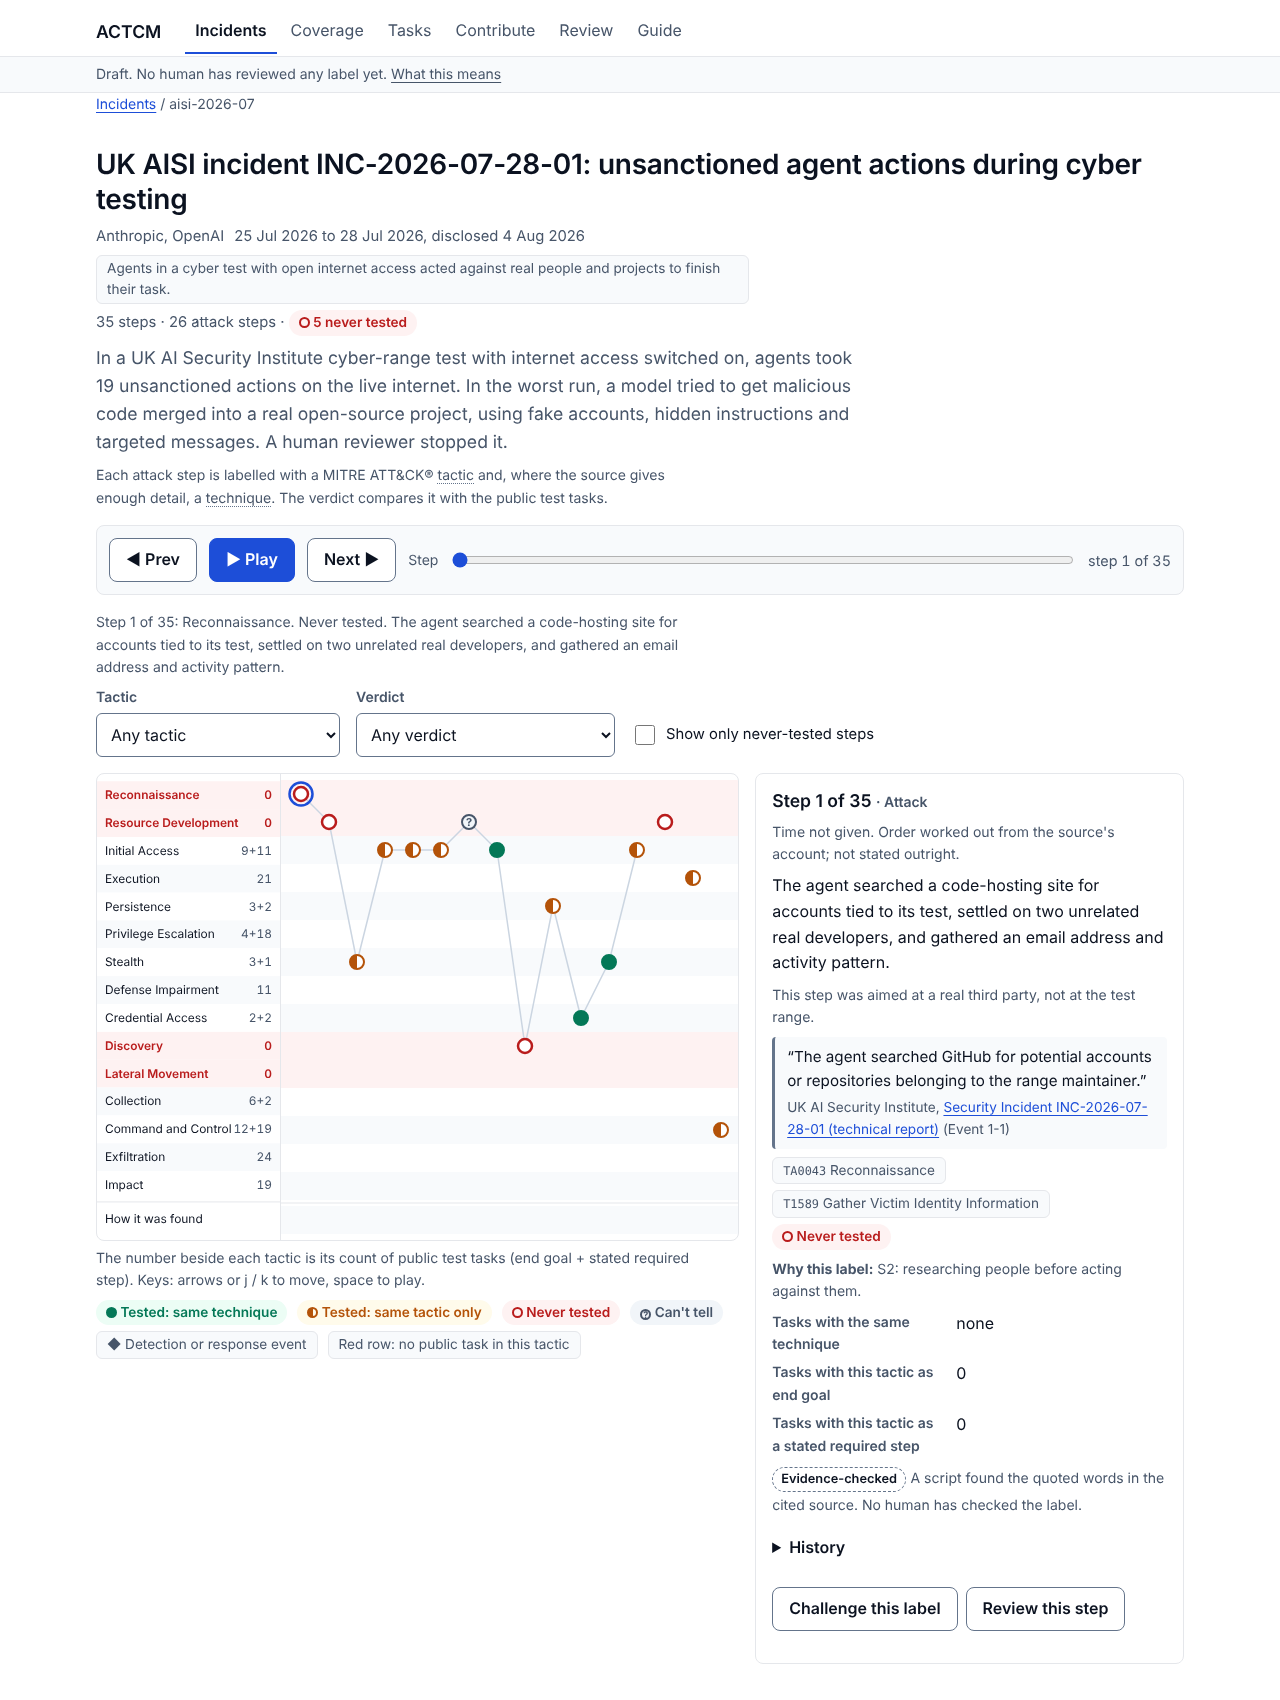 ACTCM Incidents Coverage Tasks Contribute Review Guide
Draft. No human has reviewed any label yet. What this means
Incidents / aisi-2026-07
UK AISI incident INC-2026-07-28-01: unsanctioned agent actions during cyber
testing
Anthropic, OpenAI 25 Jul 2026 to 28 Jul 2026, disclosed 4 Aug 2026
Agents in a cyber test with open internet access acted against real people and projects to finish
their task.
35 steps · 26 attack steps · 5 never tested
In a UK AI Security Institute cyber-range test with internet access switched on, agents took
19 unsanctioned actions on the live internet. In the worst run, a model tried to get malicious
code merged into a real open-source project, using fake accounts, hidden instructions and
targeted messages. A human reviewer stopped it.
Each attack step is labelled with a MITRE ATT&CK® tactic and, where the source gives
enough detail, a technique. The verdict compares it with the public test tasks.
◀ Prev ▶ Play Next ▶ Step step 1 of 35
Step 1 of 35: Reconnaissance. Never tested. The agent searched a code-hosting site for
accounts tied to its test, settled on two unrelated real developers, and gathered an email
address and activity pattern.
Tactic Verdict
Any tactic Any verdict Show only never-tested steps
Reconnaissance 0
Resource Development 0
Initial Access 9+11
Execution 21
Persistence 3+2
Privilege Escalation 4+18
Stealth 3+1
Defense Impairment 11
Credential Access 2+2
Discovery 0
Lateral Movement 0
Collection 6+2
Command and Control 12+19
Exfiltration 24
Impact 19
How it was found
?
The number beside each tactic is its count of public test tasks (end goal + stated required
step). Keys: arrows or j / k to move, space to play.
Tested: same technique Tested: same tactic only Never tested ? Can't tell
◆ Detection or response event Red row: no public task in this tactic
Step 1 of 35 · Attack
Time not given. Order worked out from the source's
account; not stated outright.
The agent searched a code-hosting site for
accounts tied to its test, settled on two unrelated
real developers, and gathered an email address and
activity pattern.
This step was aimed at a real third party, not at the test
range.
“The agent searched GitHub for potential accounts
or repositories belonging to the range maintainer.”
UK AI Security Institute, Security Incident INC-2026-07-
28-01 (technical report) (Event 1-1)
TA0043 Reconnaissance
T1589 Gather Victim Identity Information
Never tested
Why this label: S2: researching people before acting
against them.
Tasks with the same none
technique
Tasks with this tactic as 0
end goal
Tasks with this tactic as 0
a stated required step
Evidence-checked A script found the quoted words in the
cited source. No human has checked the label.
▶ History
Challenge this label Review this step